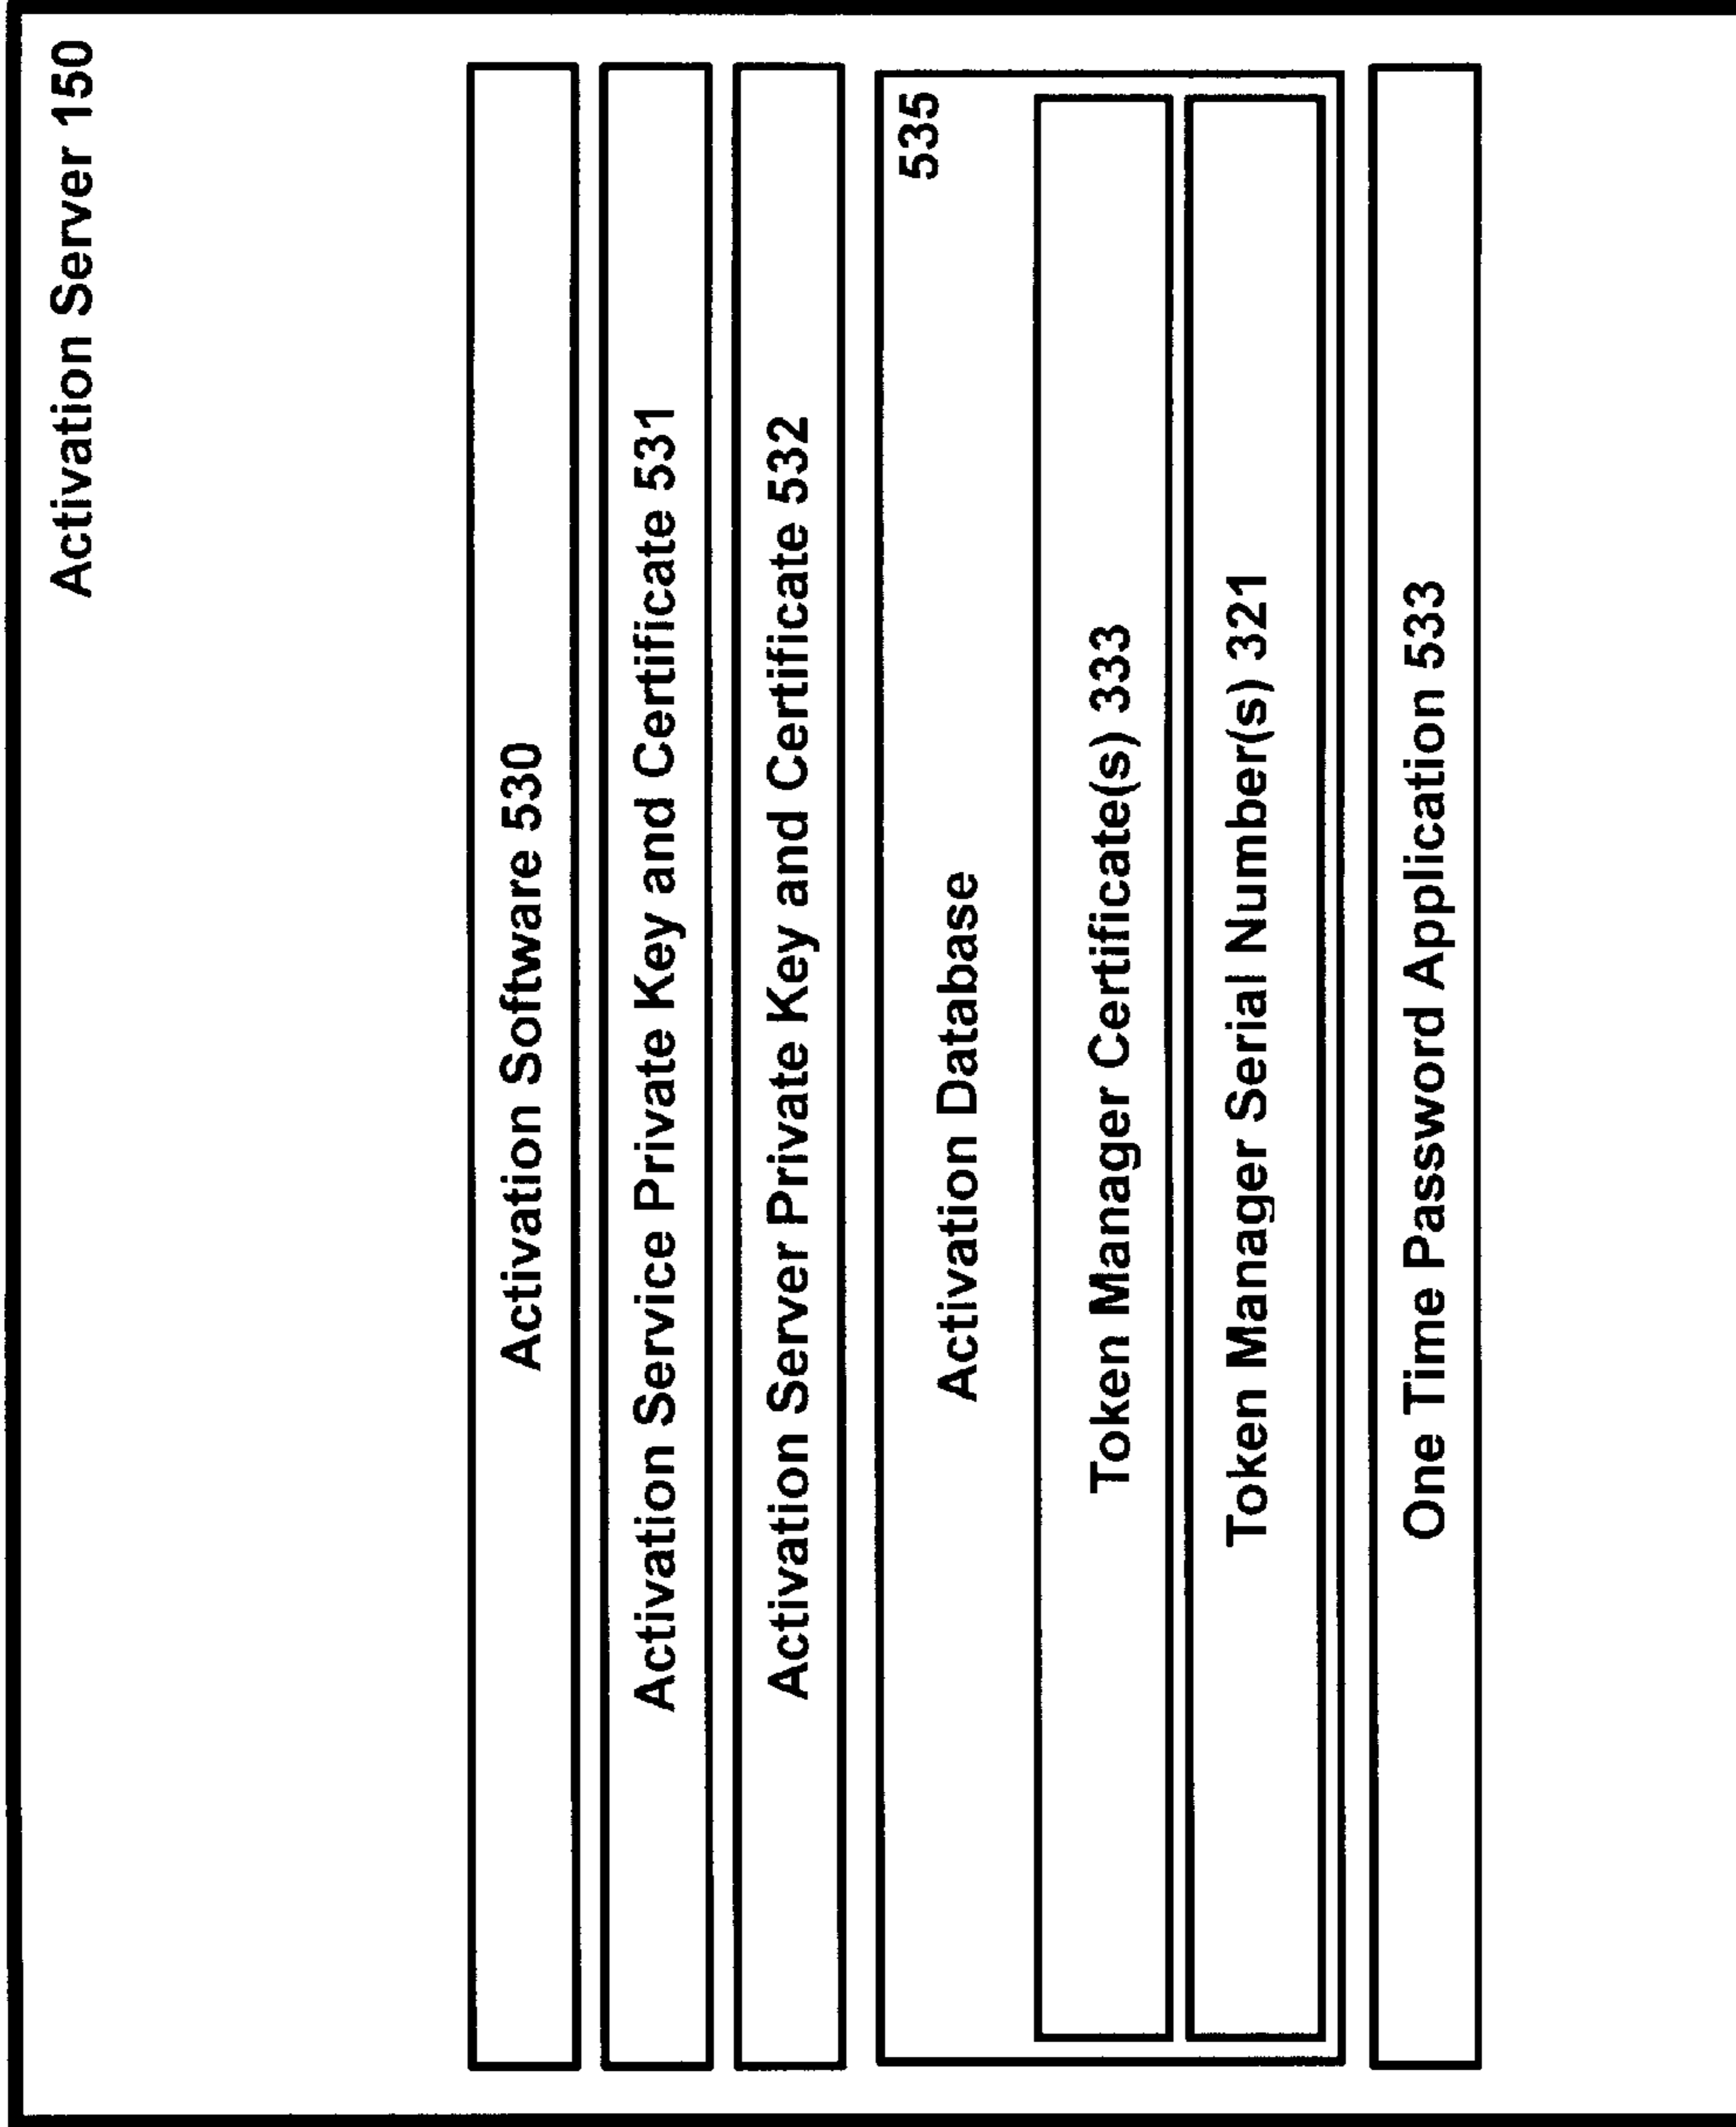 Activation Server 150
Activation Software 530
Activation Service Private Key and Certificate 531
Activation Server Private Key and Certificate 532
535
Activation Database
Token Manager Certificate(s) 333
Token Manager Serial Number(s) 321
One Time Password Application 533